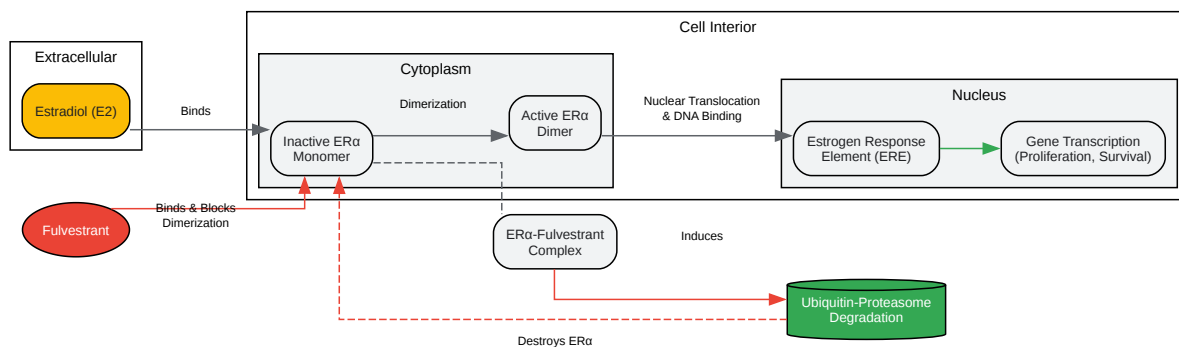 Cell Interior
Extracellular
Estradiol (E2)
Binds
Cytoplasm
Inactive ERα
Monomer
Dimerization
Active ERα
Dimer
Nuclear Translocation
& DNA Binding
Nucleus
Estrogen Response
Element (ERE)
Gene Transcription
(Proliferation, Survival)
Fulvestrant
Binds & Blocks
Dimerization
ERα-Fulvestrant
Complex
Induces
Ubiquitin-Proteasome
Degradation
Destroys ERα